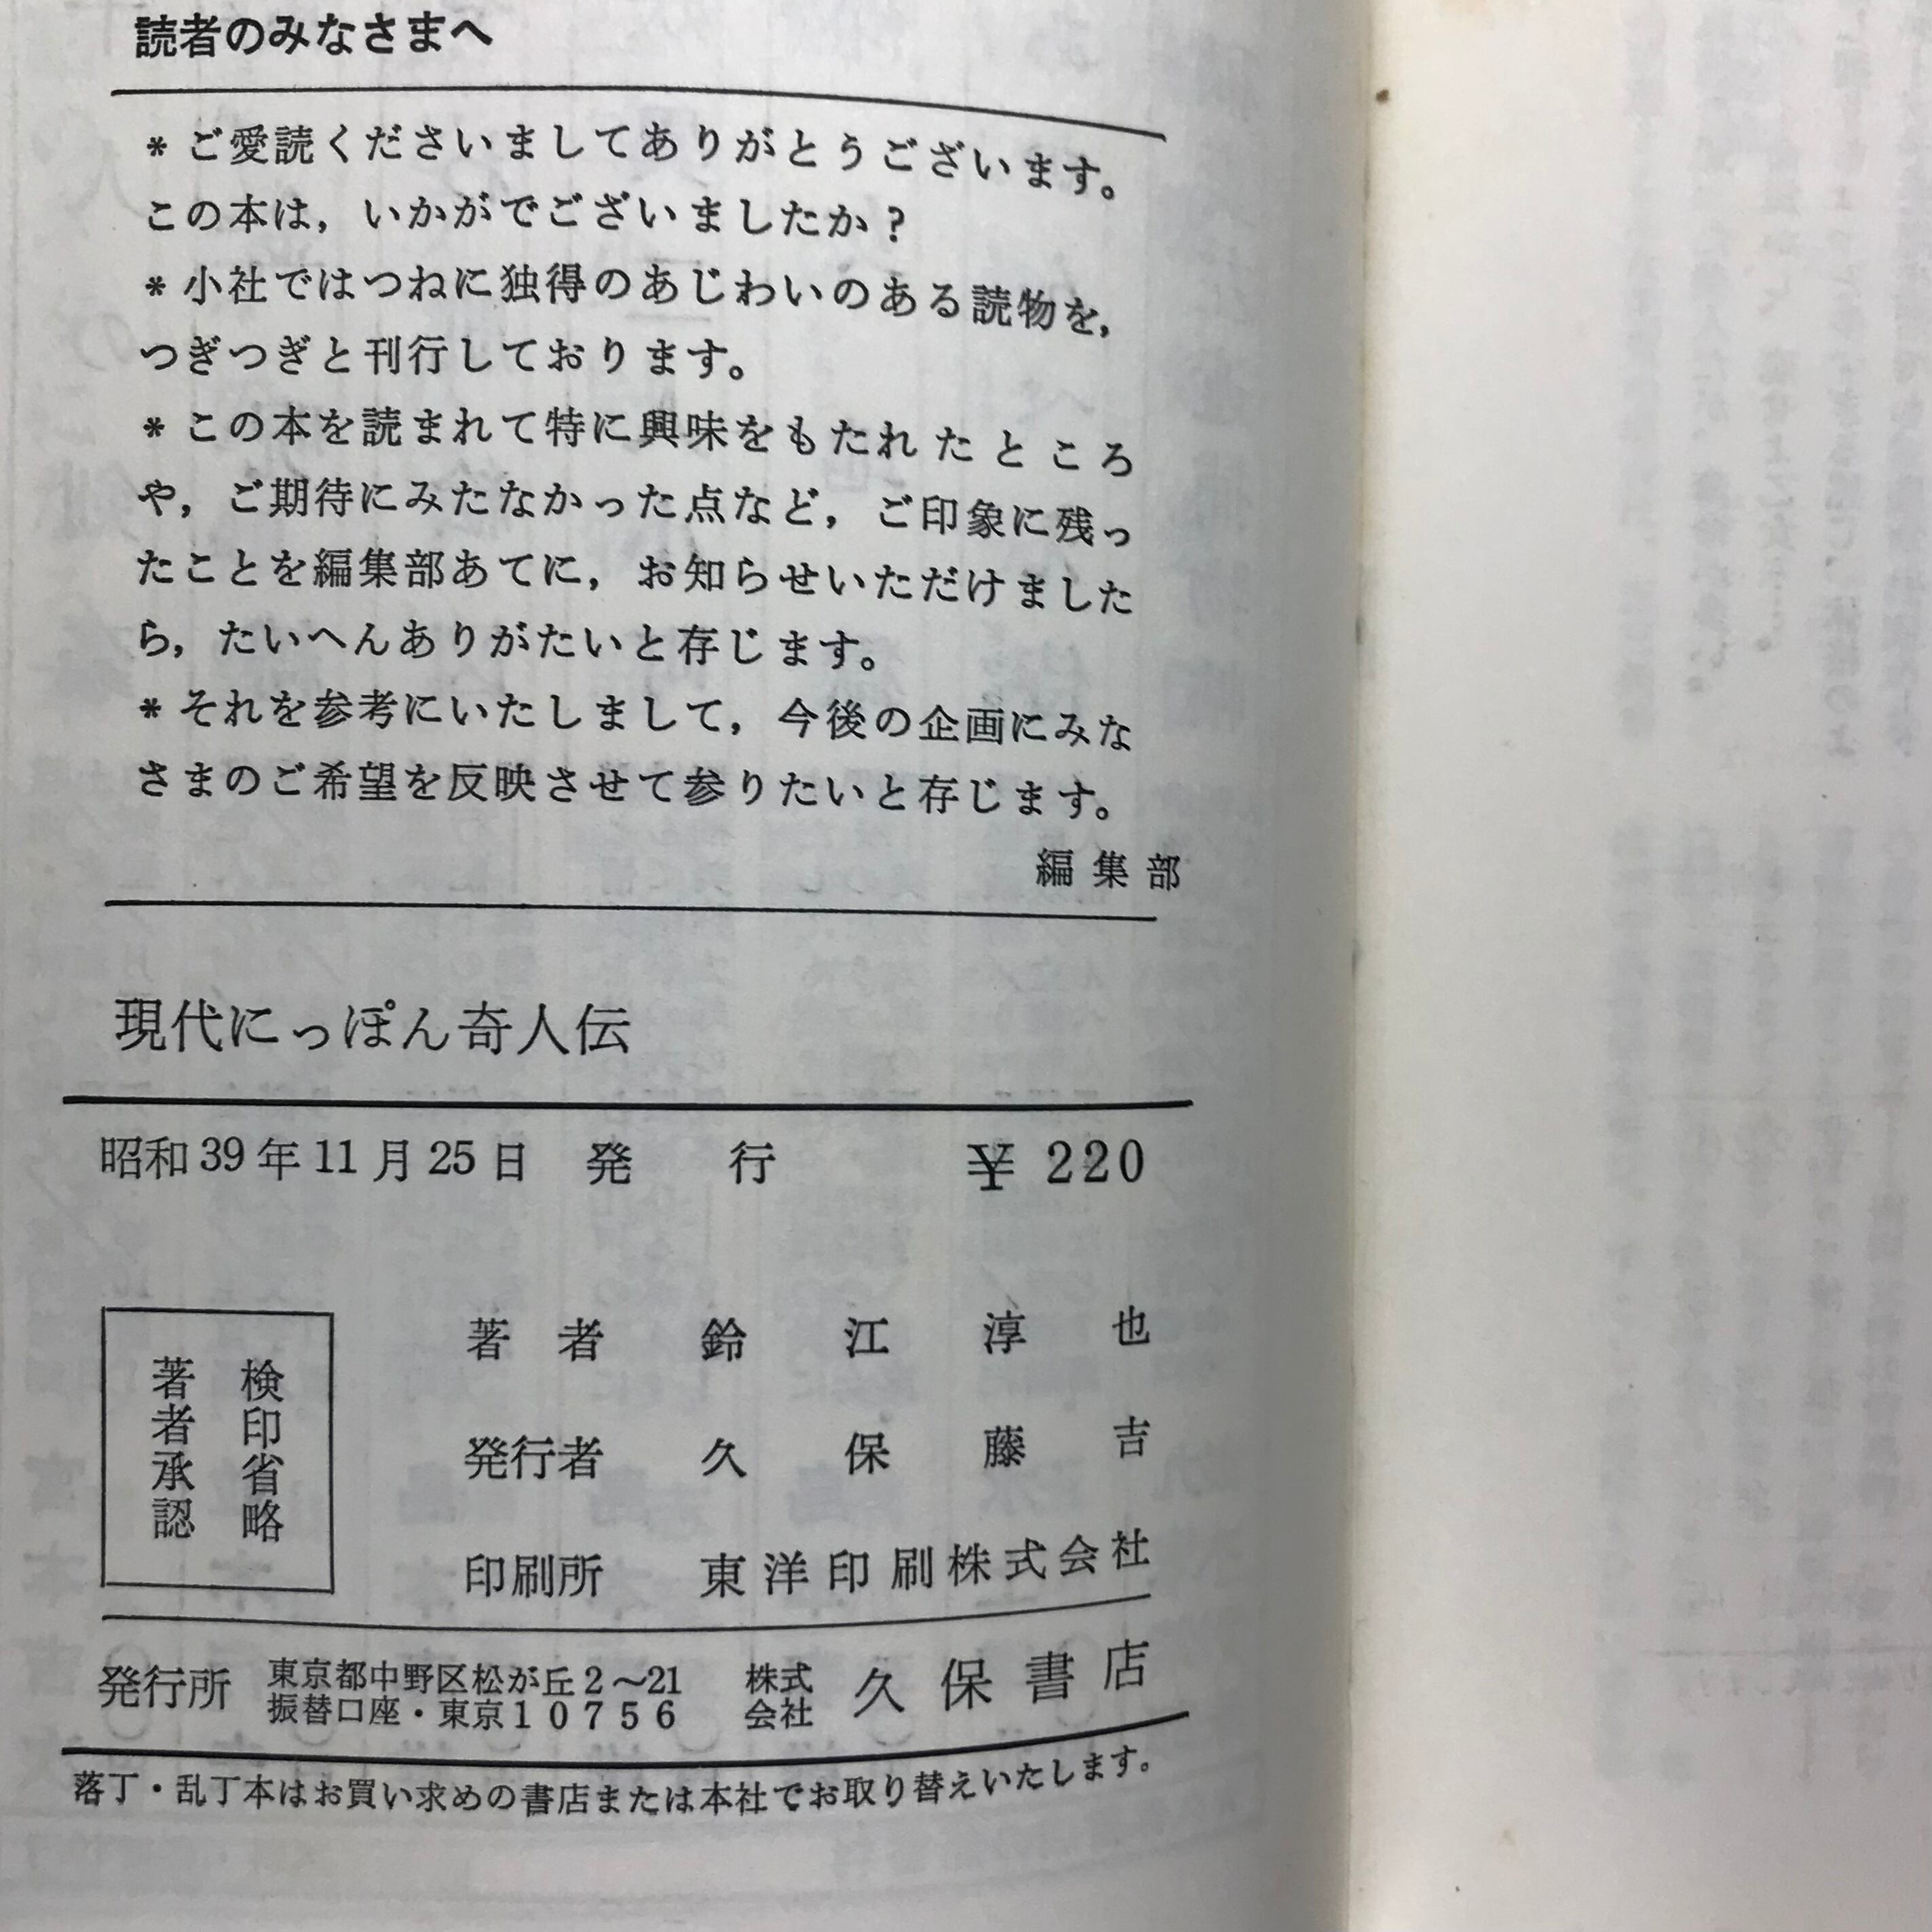 読者のみなさまへ
* ご愛読くださいましてありがとうございます。
この本は，いかがでございましたか？
* 小社ではつねに独得のあじわいのある読物を，
つぎつぎと刊行しております。
* この本を読まれて特に興味をもたれたところ
や，ご期待にみたなかった点など，ご印象に残っ
たことを編集部あてに，お知らせいただけました
ら，たいへんありがたいと存じます。
* それを参考にいたしまして，今後の企画にみな
さまのご希望を反映させて参りたいと存じます。
編集部
現代にっぽん奇人伝
昭和39年11月25日 発 行 ¥ 220
検印省略
著者承認
著 者 鈴 江 淳 也
発行者 久 保 藤 吉
印刷所 東洋印刷株式会社
発行所 東京都中野区松が丘2～21 株式会社 久保書店
振替口座・東京10756
落丁・乱丁本はお買い求めの書店または本社でお取り替えいたします。